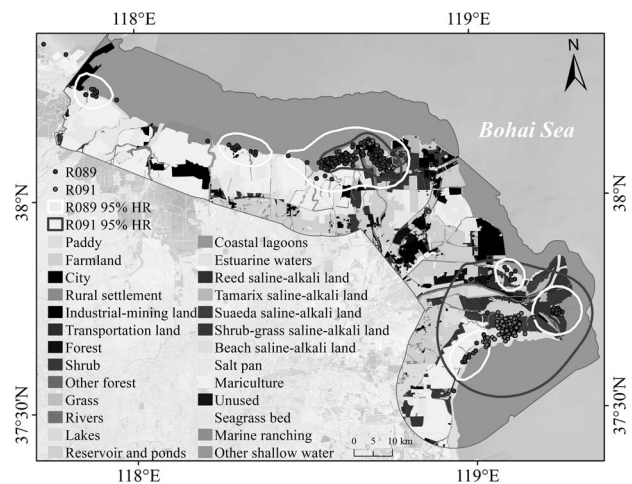 118°E
119°E
N
Bohai Sea
38°N
38°N
R089
R091
R089 95% HR
R091 95% HR
Paddy
Farmland
City
Rural settlement
Industrial-mining land
Transportation land
Forest
Shrub
Other forest
Grass
Rivers
Lakes
Reservoir and ponds
Coastal lagoons
Estuarine waters
Reed saline-alkali land
Tamarix saline-alkali land
Suaeda saline-alkali land
Shrub-grass saline-alkali land
Beach saline-alkali land
Salt pan
Mariculture
Unused
Seagrass bed
Marine ranching
Other shallow water
0 5 10 km
37°30′N
37°30′N
118°E
119°E